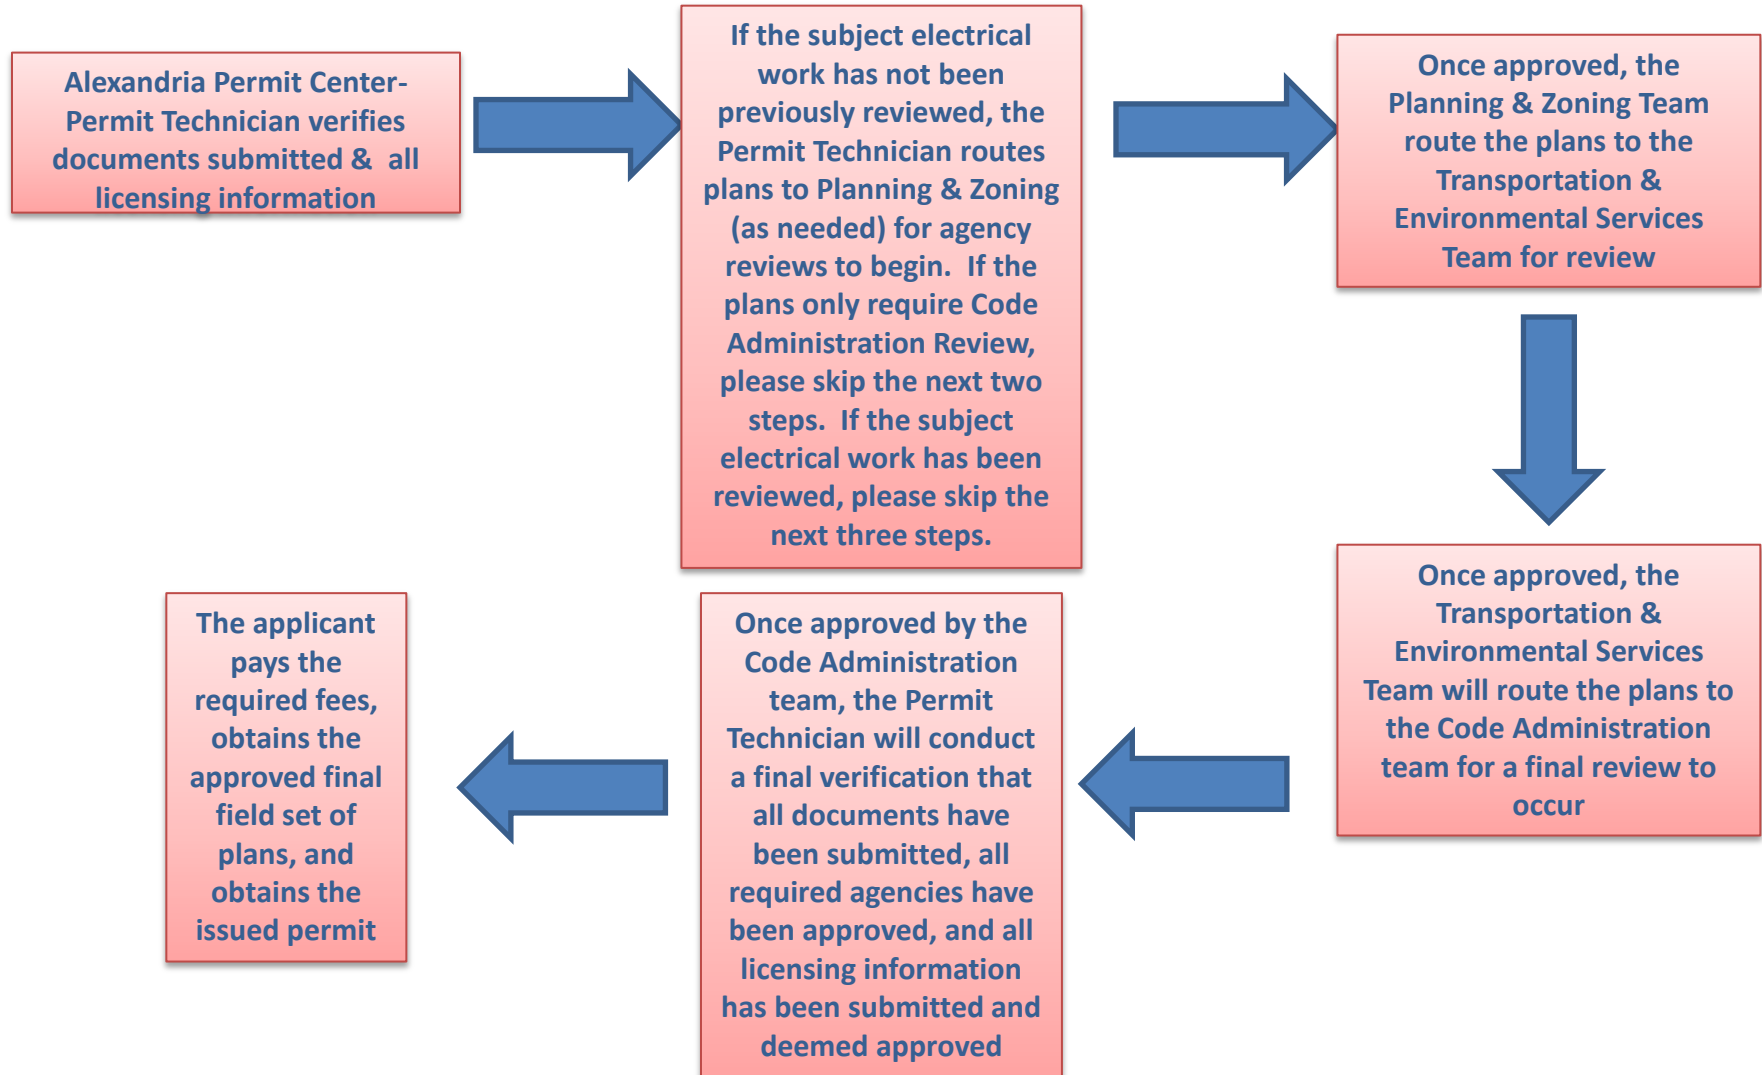 Alexandria Permit Center-
Permit Technician verifies
documents submitted &  all
licensing information
If the subject electrical
work has not been
previously reviewed, the
Permit Technician routes
plans to Planning & Zoning
(as needed) for agency
reviews to begin.  If the
plans only require Code
Administration Review,
please skip the next two
steps.  If the subject
electrical work has been
reviewed, please skip the
next three steps.
Once approved, the
Planning & Zoning Team
route the plans to the
Transportation &
Environmental Services
Team for review
Once approved, the
Transportation &
Environmental Services
Team will route the plans to
the Code Administration
team for a final review to
occur
Once approved by the
Code Administration
team, the Permit
Technician will conduct
a final verification that
all documents have
been submitted, all
required agencies have
been approved, and all
licensing information
has been submitted and
deemed approved
The applicant
pays the
required fees,
obtains the
approved final
field set of
plans, and
obtains the
issued permit